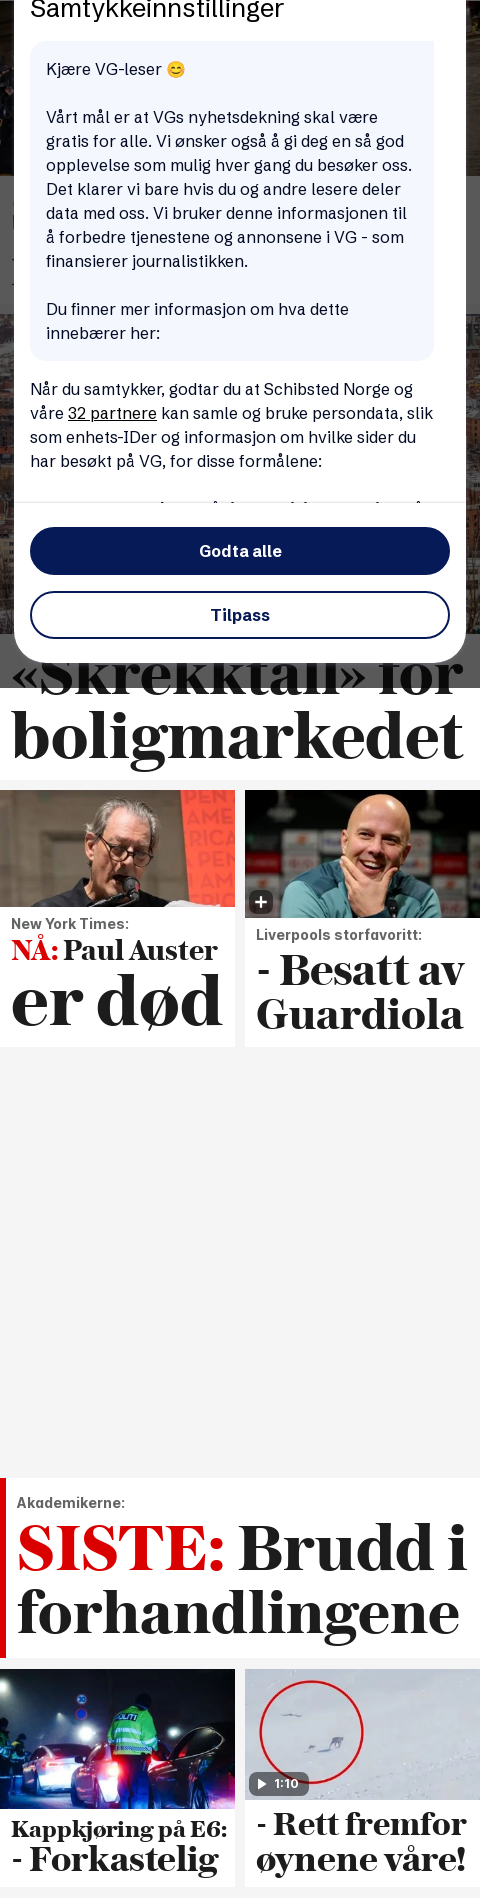 Samtykkeinnstillinger
Kjære VG-leser 😊
Vårt mål er at VGs nyhetsdekning skal være
gratis for alle. Vi ønsker også å gi deg en så god
opplevelse som mulig hver gang du besøker oss.
Det klarer vi bare hvis du og andre lesere deler
data med oss. Vi bruker denne informasjonen til
å forbedre tjenestene og annonsene i VG - som
finansierer journalistikken.
Du finner mer informasjon om hva dette
innebærer her:
Når du samtykker, godtar du at Schibsted Norge og
våre 32 partnere kan samle og bruke persondata, slik
som enhets-IDer og informasjon om hvilke sider du
har besøkt på VG, for disse formålene:
Godta alle
Tilpass
«Skrekktall» for
boligmarkedet
New York Times:
NÅ: Paul Auster
er død
Liverpools storfavoritt:
- Besatt av
Guardiola
Akademikerne:
SISTE: Brudd i
forhandlingene
Kappkjøring på E6:
- Forkastelig
1:10
- Rett fremfor
øynene våre!